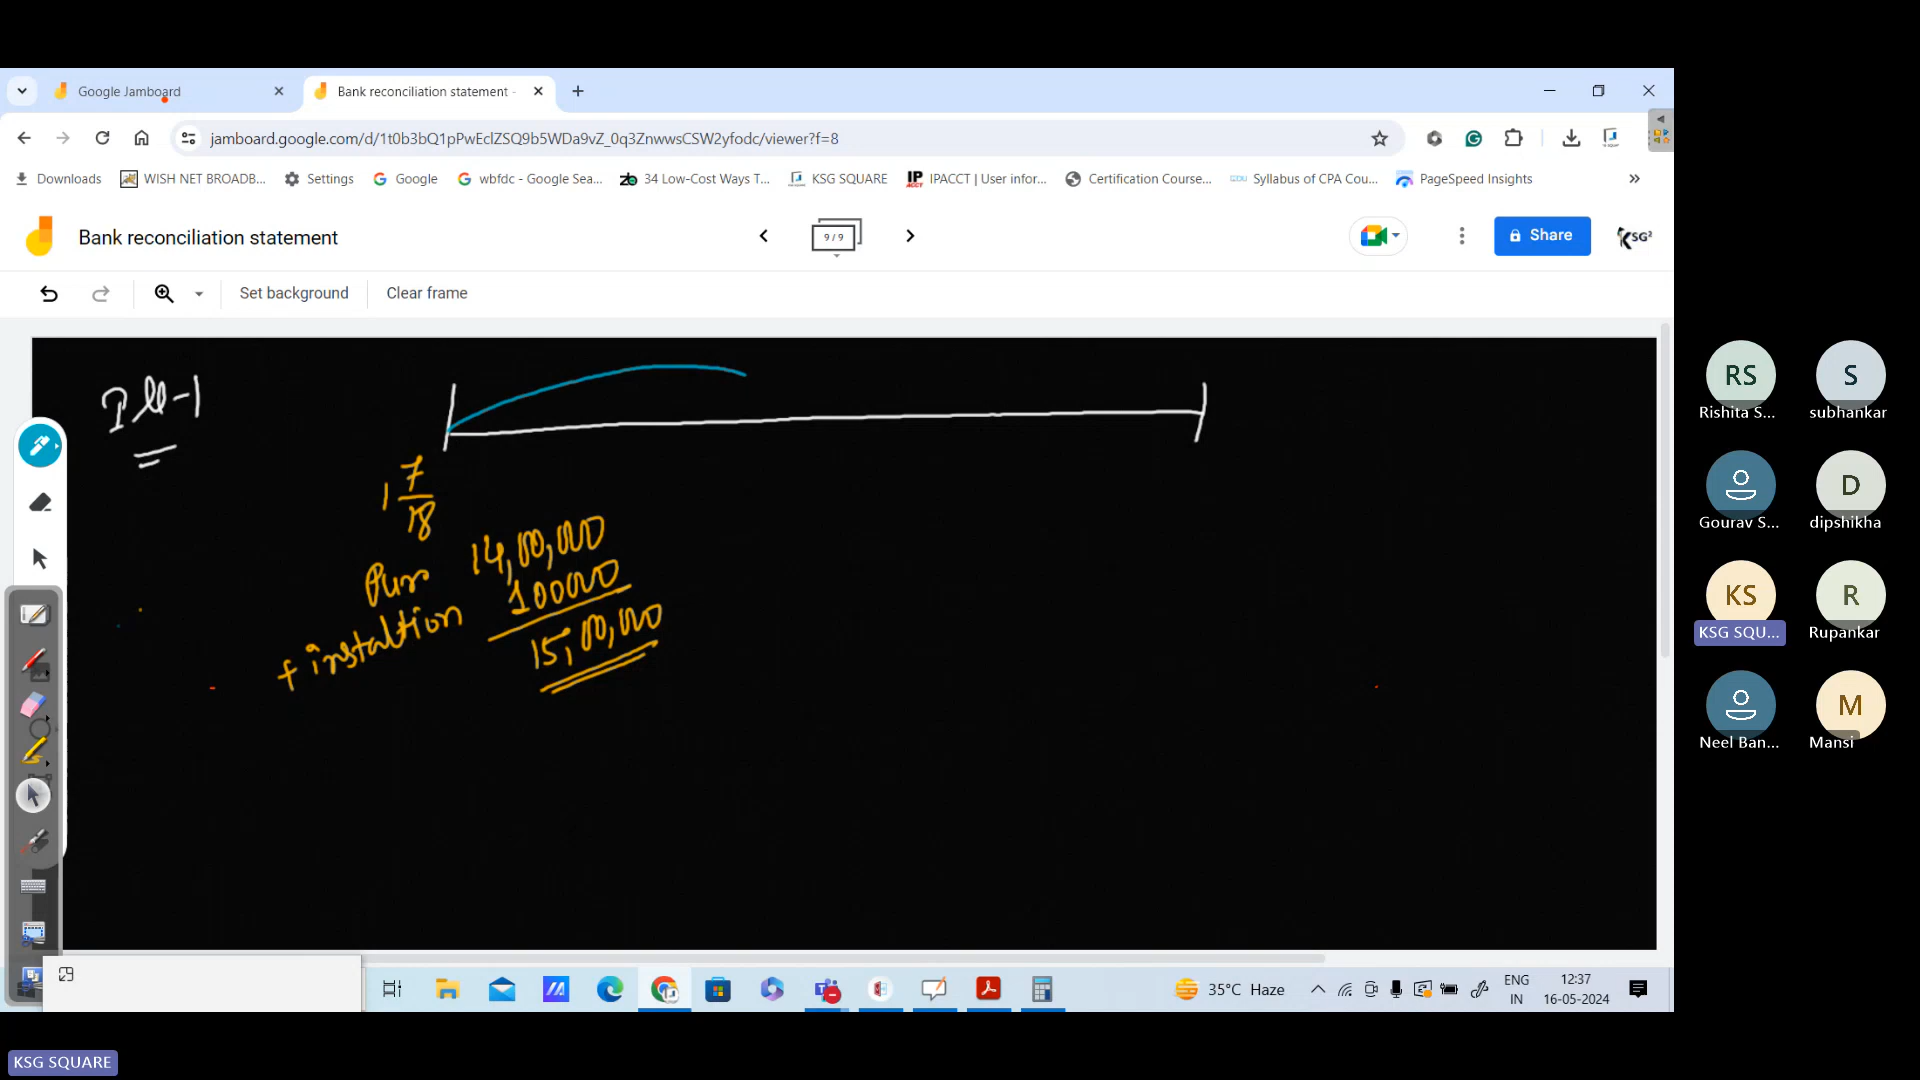 Google Jamboard
Bank reconciliation statement -
jamboard.google.com/d/1t0b3bQ1pPwEclZSQ9b5WDa9vZ_0q3ZnwwsCSW2yfodc/viewer?f=8
Downloads WISH NET BROADB... Settings Google wbfdc - Google Sea... 34 Low-Cost Ways T... KSG SQUARE IPACCT | User infor... Certification Course... Syllabus of CPA Cou... PageSpeed Insights »
Bank reconciliation statement
9 / 9
Share
KSG²
Set background Clear frame
Ill-1
1 7/18
Pur 14,00,000
+ instaltion 100000
15,00,000
RS S
Rishita S... subhankar
D
Gourav S... dipshikha
KS R
KSG SQU... Rupankar
M
Neel Ban... Mansi
35°C Haze
ENG
IN
12:37
16-05-2024
KSG SQUARE